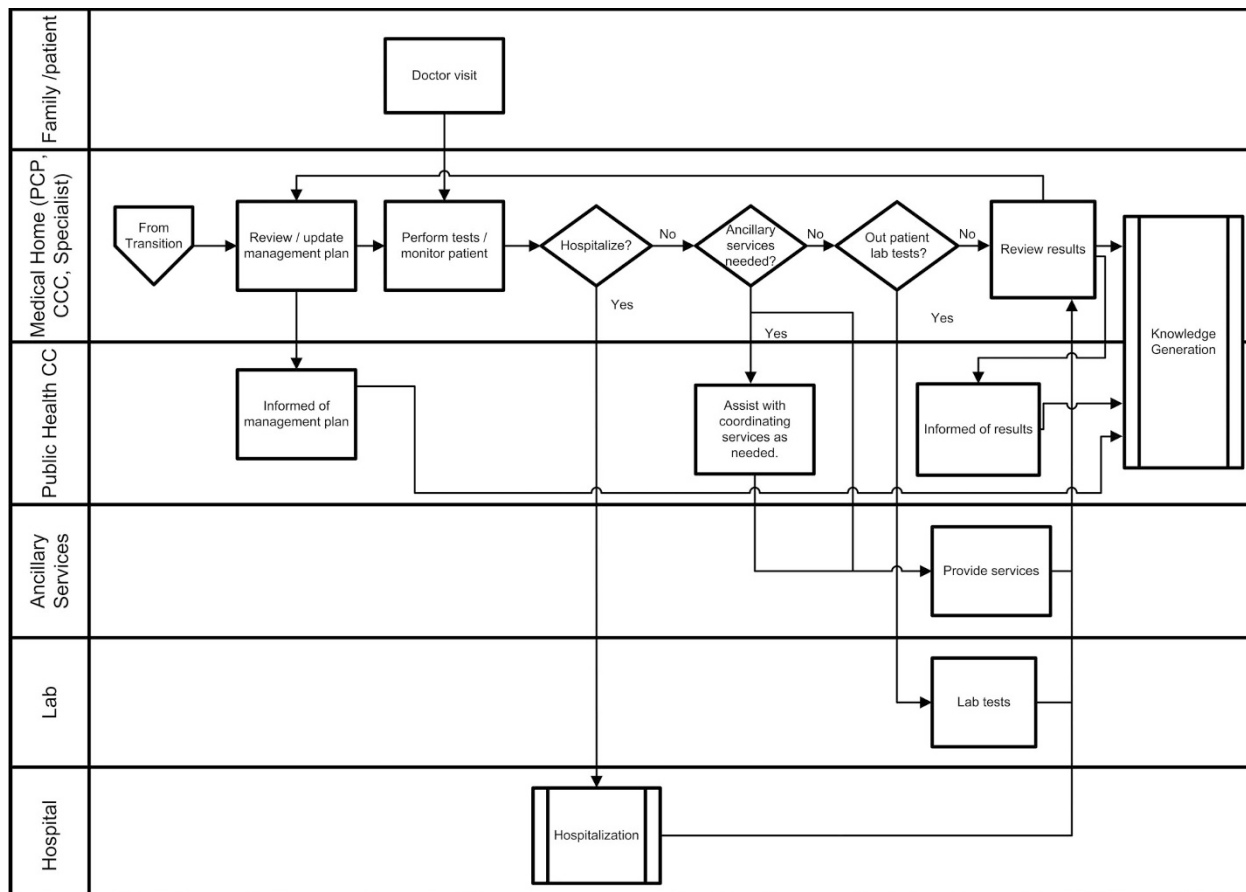 Family /patient
Doctor visit
Medical Home (PCP,
CCC, Specialist)
From
Transition
Review / update
management plan
Perform tests /
monitor patient
Hospitalize?
No
Ancillary
services
needed?
No
Out patient
lab tests?
No
Review results
Yes
Yes
Yes
Knowledge
Generation
Public Health CC
Informed of
management plan
Assist with
coordinating
services as
needed.
Informed of results
Ancillary
Services
Provide services
Lab
Lab tests
Hospital
Hospitalization